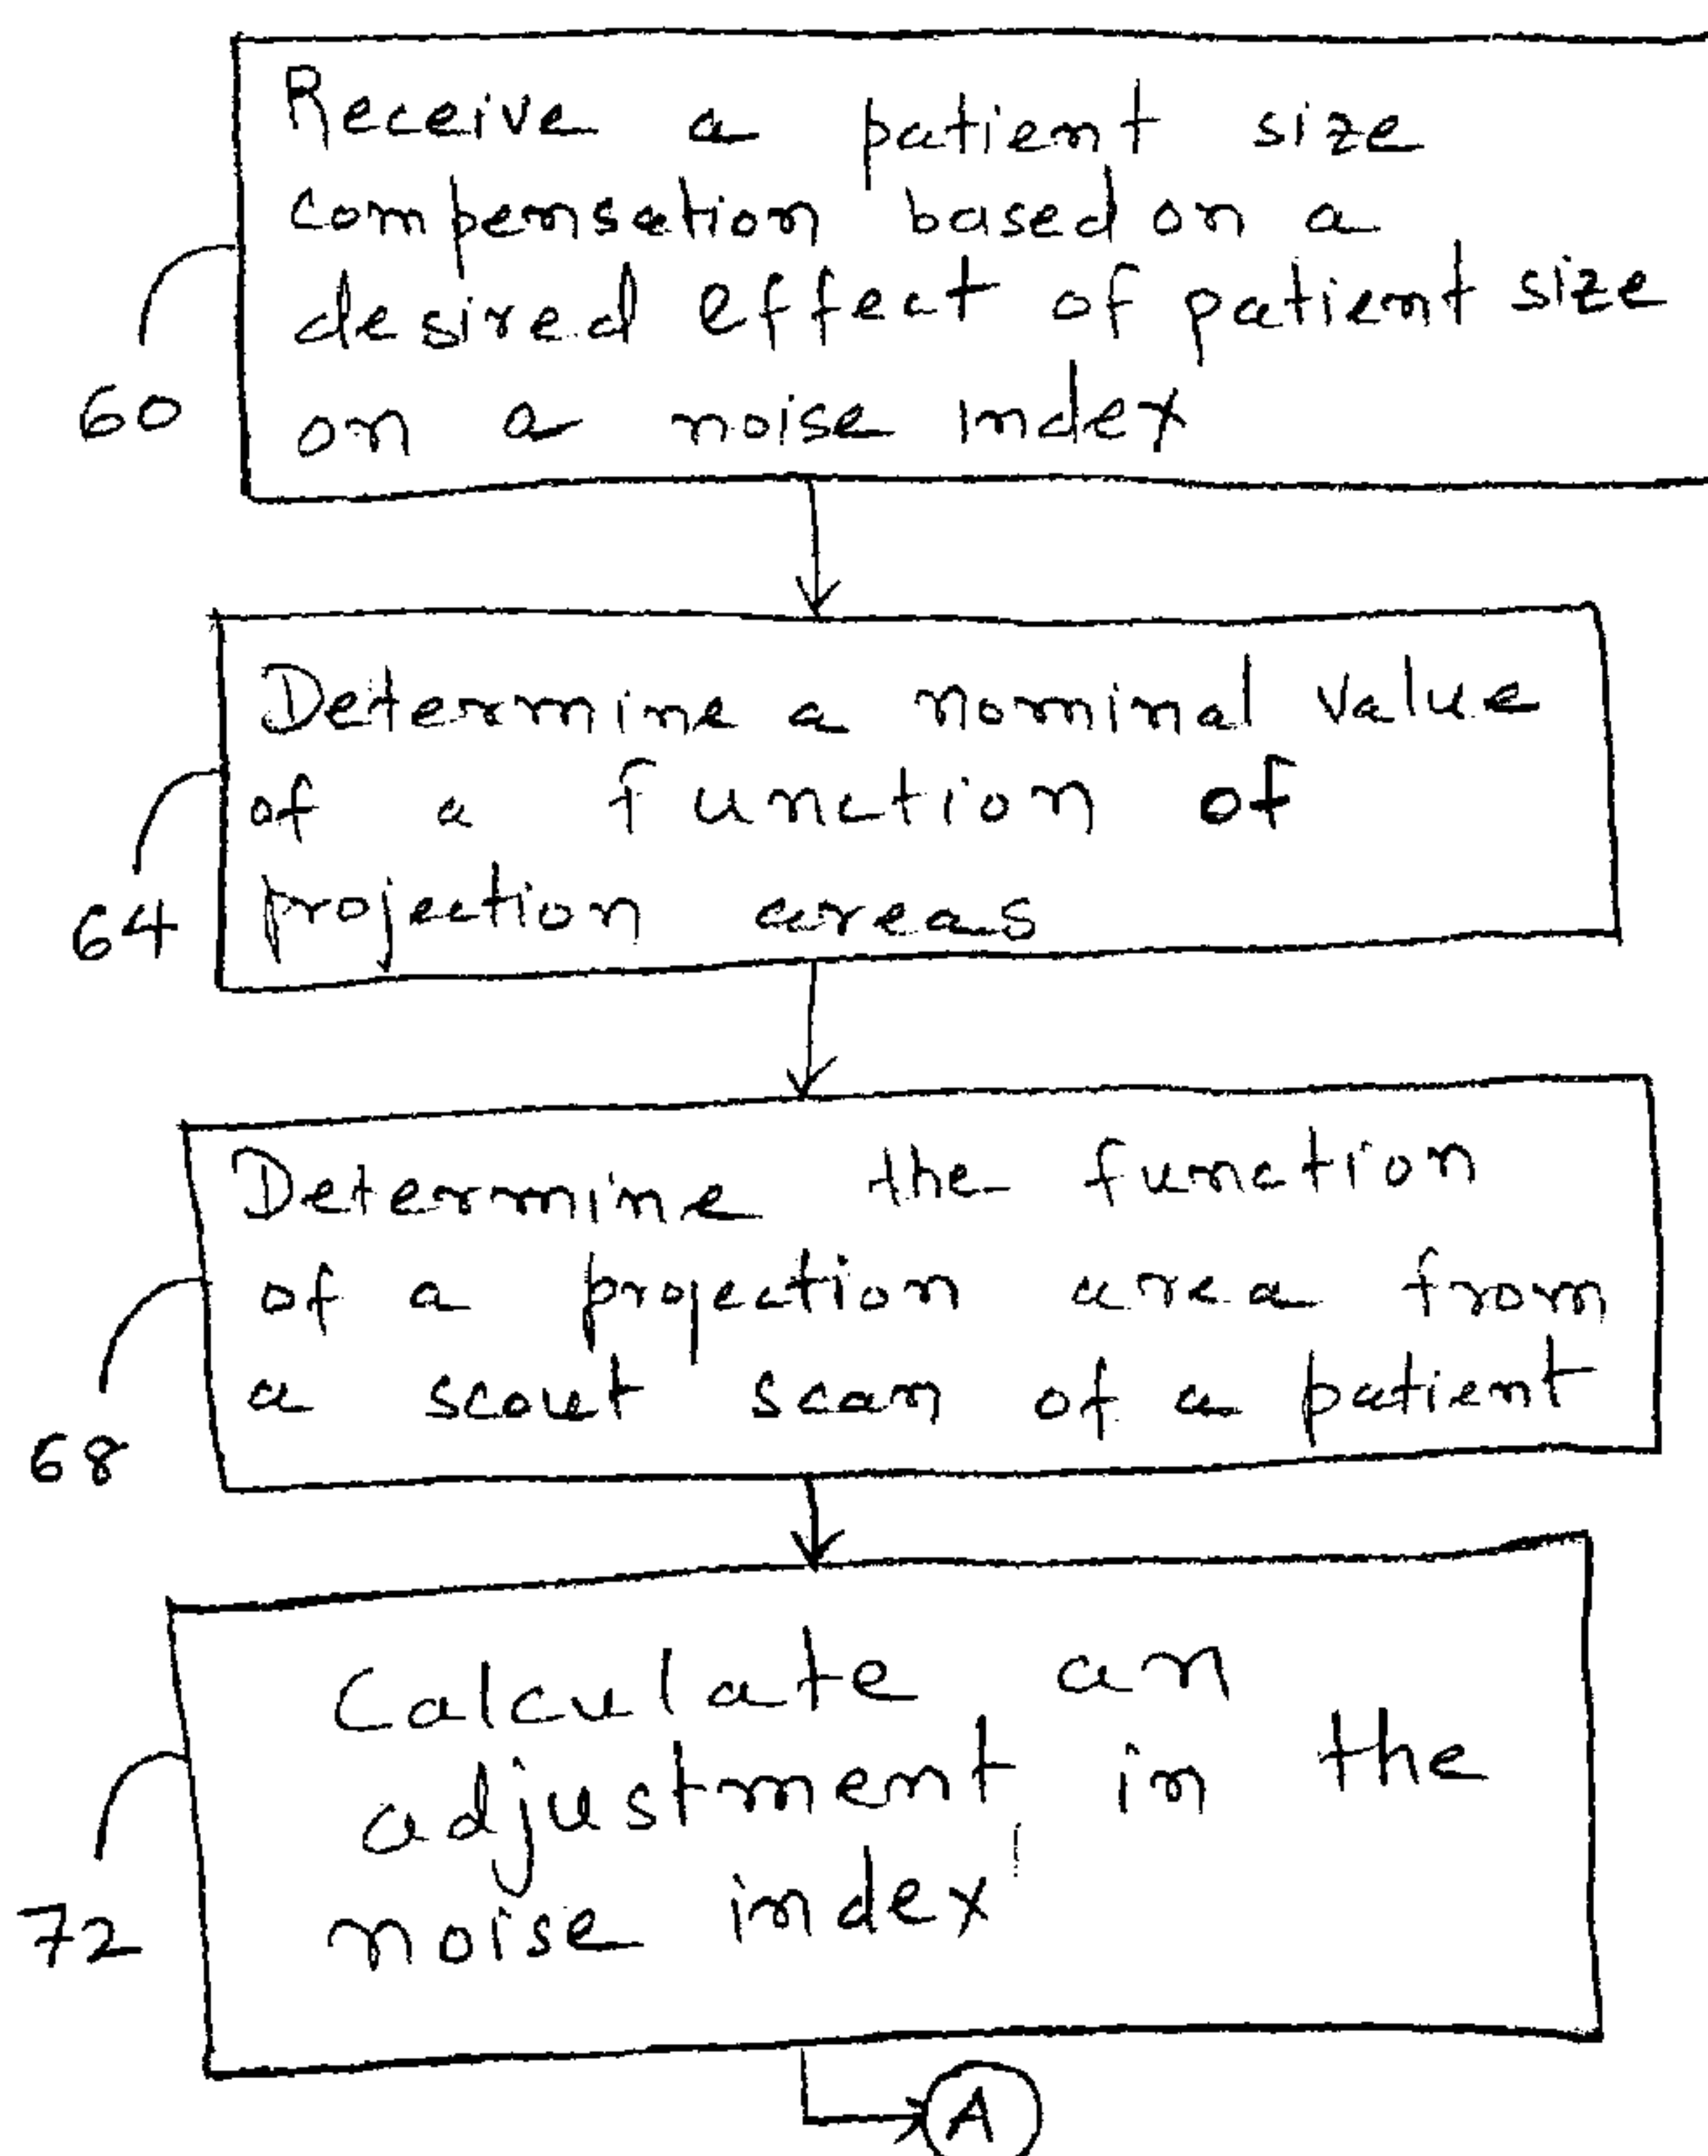 Receive a patient size
compensation based on a
desired effect of patient size
60
on a noise index
Determine a nominal value
of a function of
64
projection areas
Determine the function
of a projection area from
a scout scan of a patient
68
Calculate an
adjustment in the
noise index
72
A